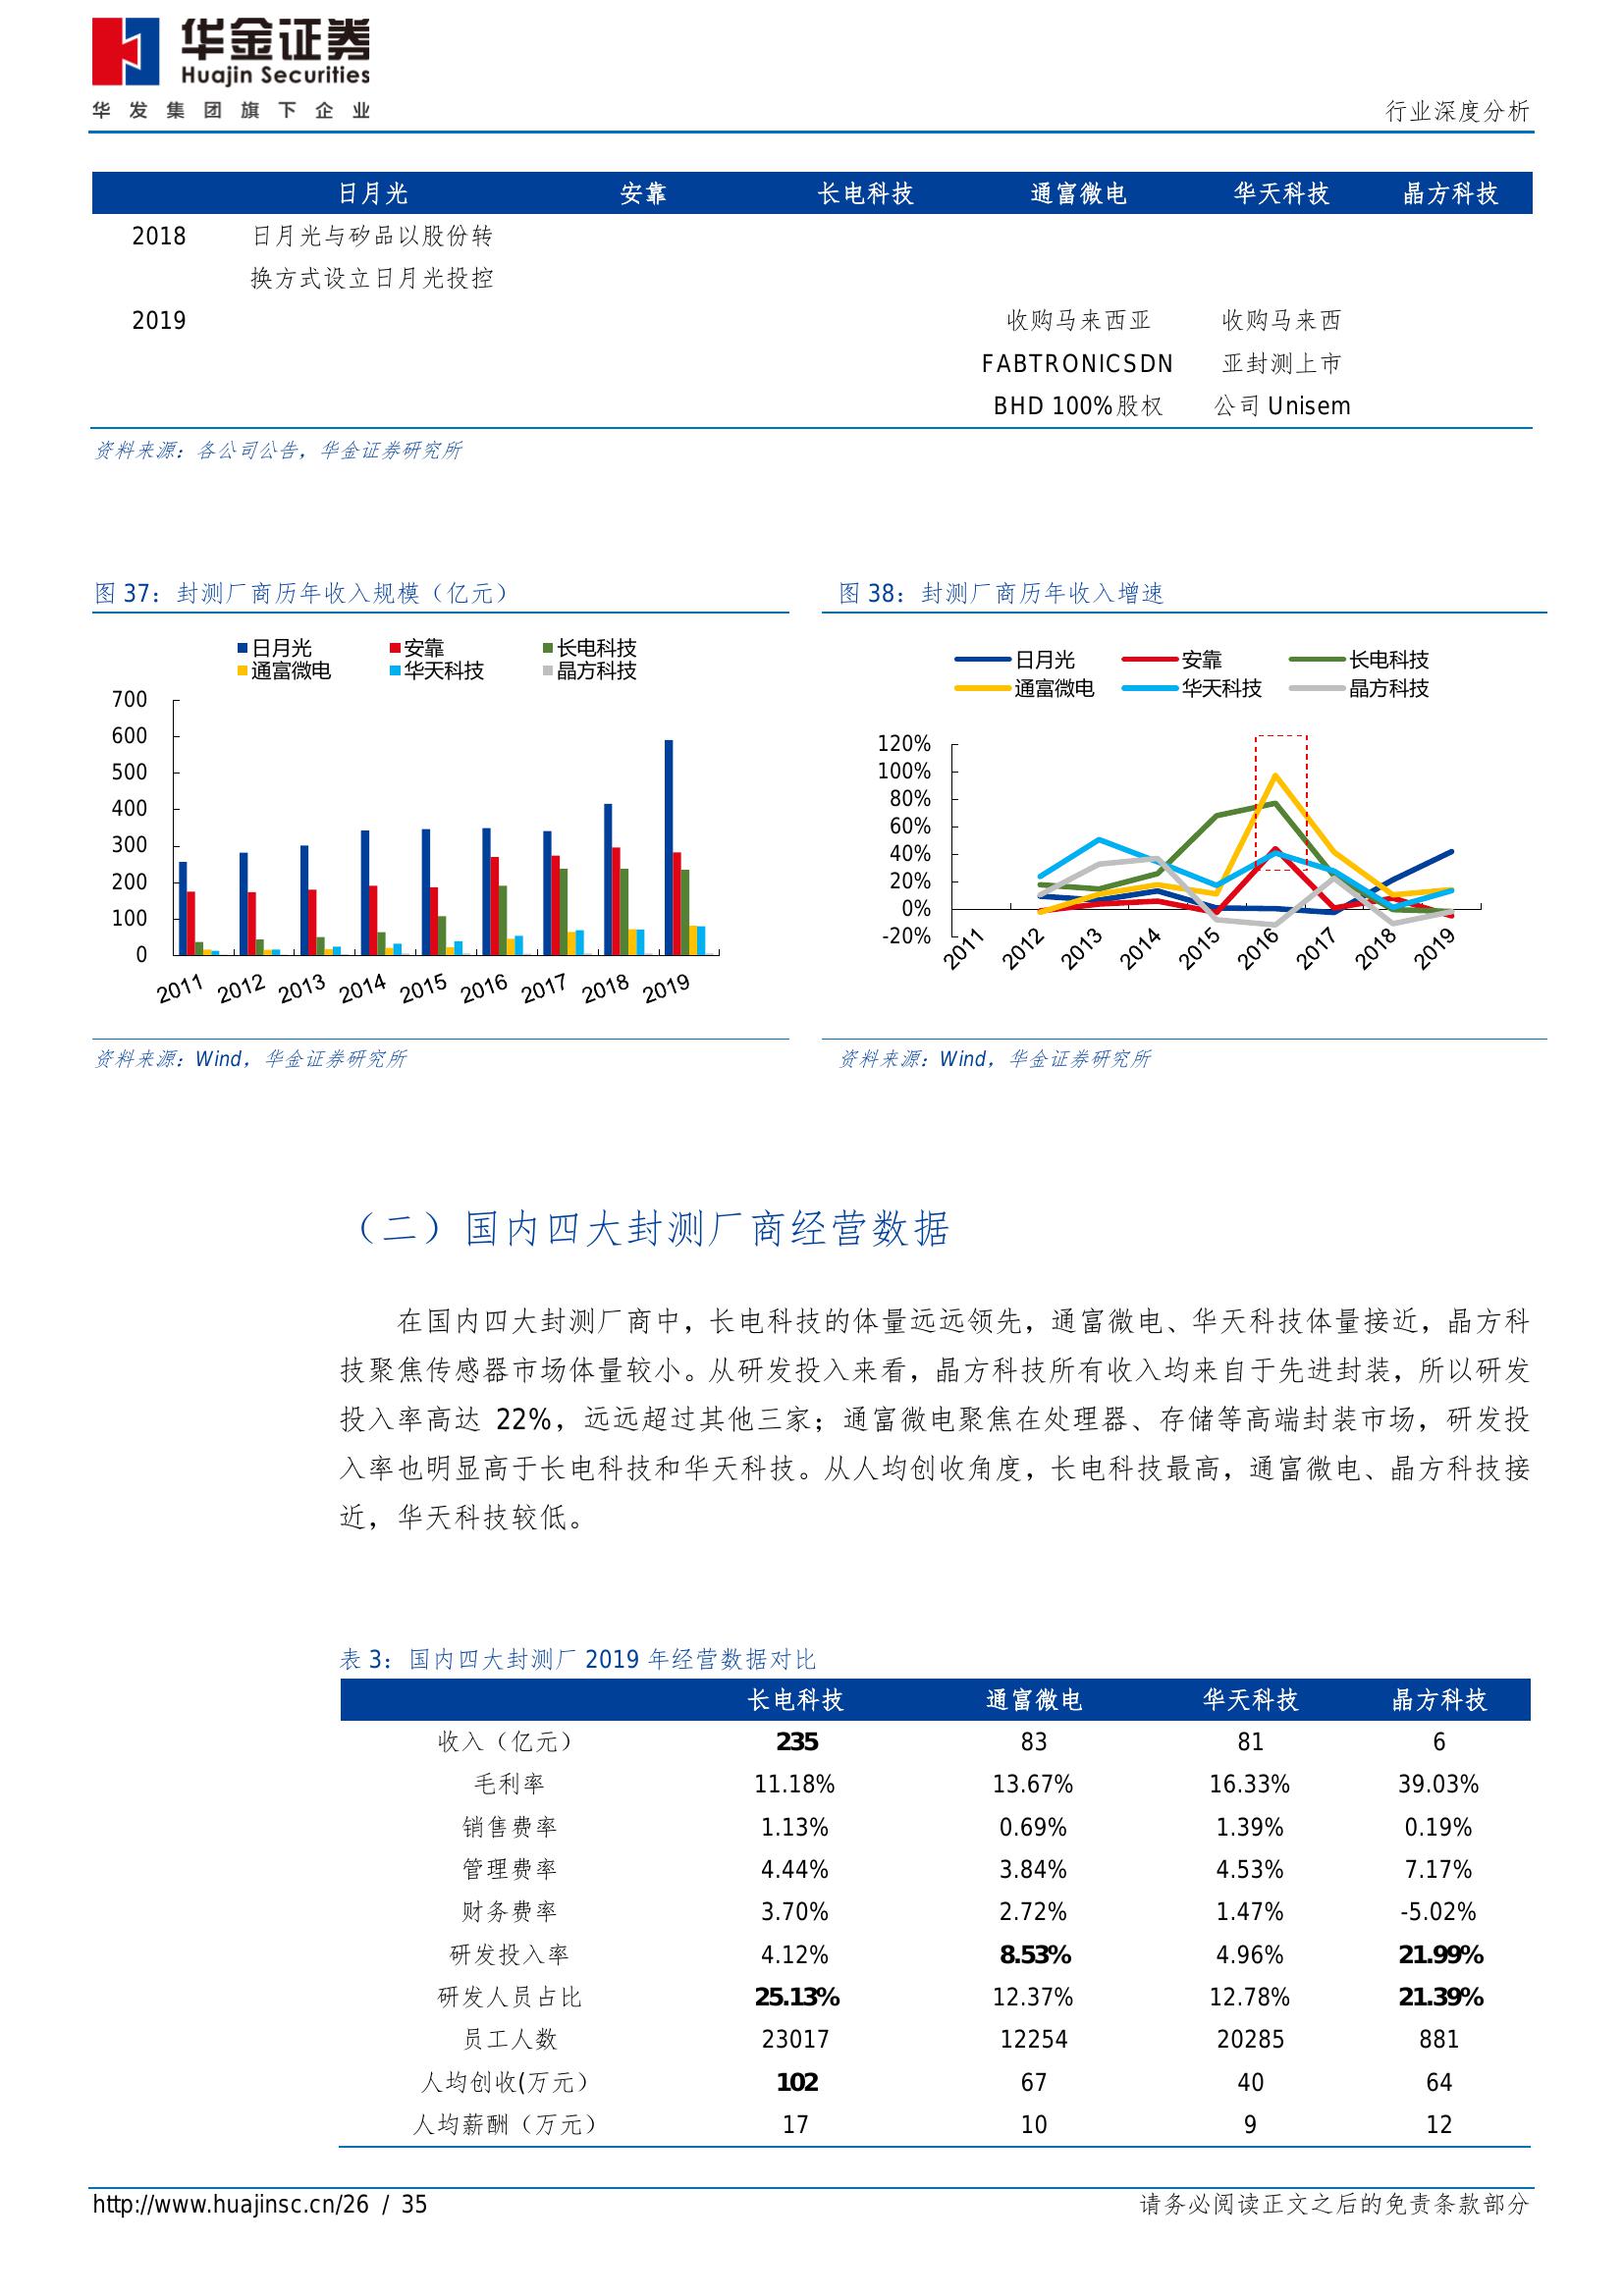 华金证券
Huajin Securities
华发集团旗下企业
行业深度分析
日月光 安靠 长电科技 通富微电 华天科技 晶方科技
2018 日月光与矽品以股份转
换方式设立日月光投控
2019 收购马来西亚 收购马来西
FABTRONICSDN 亚封测上市
BHD 100%股权 公司 Unisem
资料来源：各公司公告，华金证券研究所
图 37：封测厂商历年收入规模（亿元）
日月光 安靠 长电科技
通富微电 华天科技 晶方科技
700
600
500
400
300
200
100
0
2011 2012 2013 2014 2015 2016 2017 2018 2019
资料来源：Wind，华金证券研究所
图 38：封测厂商历年收入增速
日月光 安靠 长电科技
通富微电 华天科技 晶方科技
120%
100%
80%
60%
40%
20%
0%
-20%
2011 2012 2013 2014 2015 2016 2017 2018 2019
资料来源：Wind，华金证券研究所
（二）国内四大封测厂商经营数据
在国内四大封测厂商中，长电科技的体量远远领先，通富微电、华天科技体量接近，晶方科
技聚焦传感器市场体量较小。从研发投入来看，晶方科技所有收入均来自于先进封装，所以研发
投入率高达 22%，远远超过其他三家；通富微电聚焦在处理器、存储等高端封装市场，研发投
入率也明显高于长电科技和华天科技。从人均创收角度，长电科技最高，通富微电、晶方科技接
近，华天科技较低。
表 3：国内四大封测厂 2019 年经营数据对比
长电科技 通富微电 华天科技 晶方科技
收入（亿元） 235 83 81 6
毛利率 11.18% 13.67% 16.33% 39.03%
销售费率 1.13% 0.69% 1.39% 0.19%
管理费率 4.44% 3.84% 4.53% 7.17%
财务费率 3.70% 2.72% 1.47% -5.02%
研发投入率 4.12% 8.53% 4.96% 21.99%
研发人员占比 25.13% 12.37% 12.78% 21.39%
员工人数 23017 12254 20285 881
人均创收(万元） 102 67 40 64
人均薪酬（万元） 17 10 9 12
http://www.huajinsc.cn/26 / 35
请务必阅读正文之后的免责条款部分